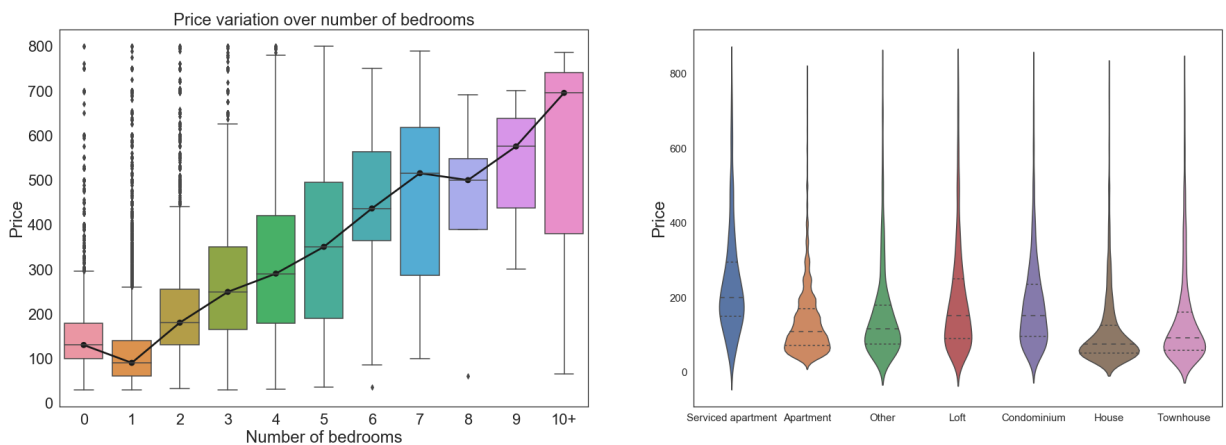 Price variation over number of bedrooms
Price
800
700
600
500
400
300
200
100
0
0 1 2 3 4 5 6 7 8 9 10+
Number of bedrooms
Price
800
600
400
200
0
Serviced apartment Apartment Other Loft Condominium House Townhouse